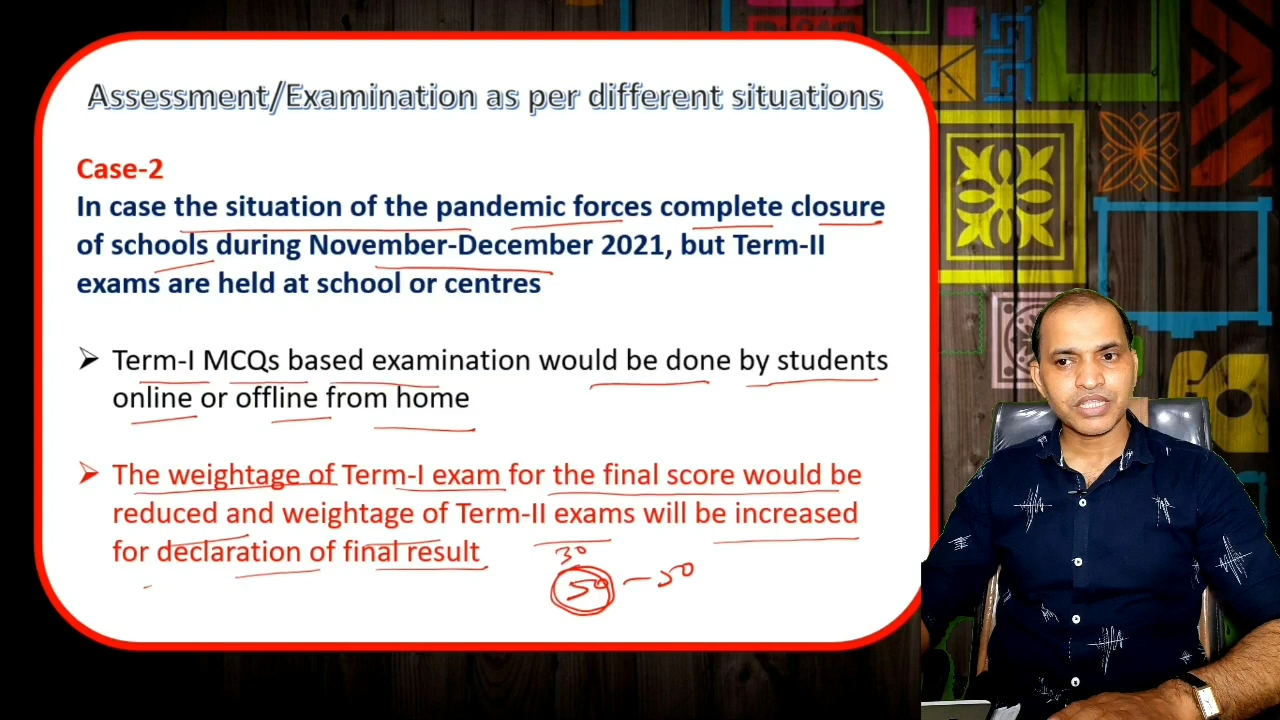 Assessment/Examination as per different situations
Case-2
In case the situation of the pandemic forces complete closure
of schools during November-December 2021, but Term-II
exams are held at school or centres
➢ Term-I MCQs based examination would be done by students
online or offline from home
➢ The weightage of Term-I exam for the final score would be
reduced and weightage of Term-II exams will be increased
for declaration of final result
30
50 – 50